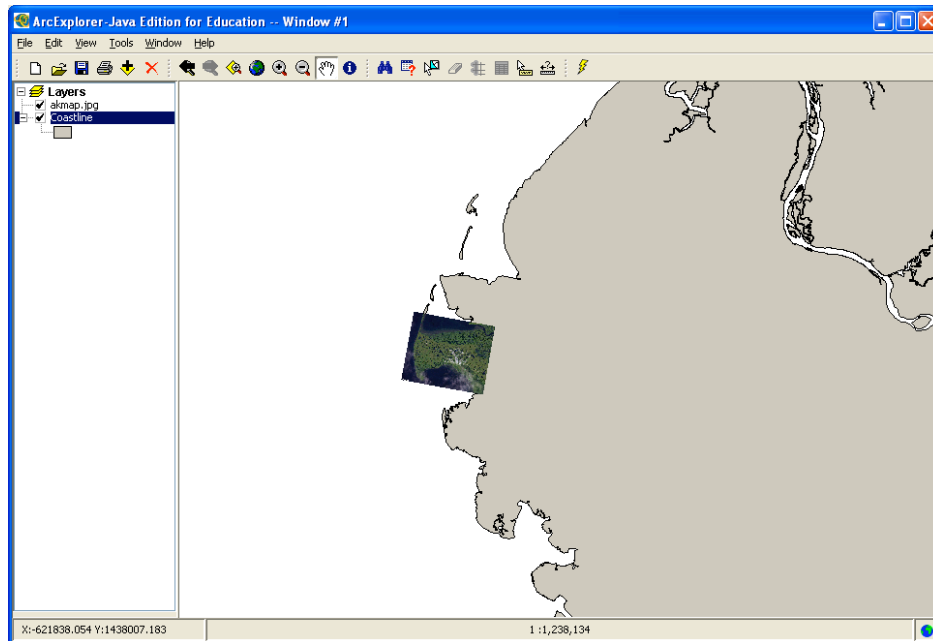 ArcExplorer-Java Edition for Education -- Window #1
File Edit View Tools Window Help
Layers
akmap.jpg
Coastline
X:-621838.054 Y:1438007.183
1 :1,238,134